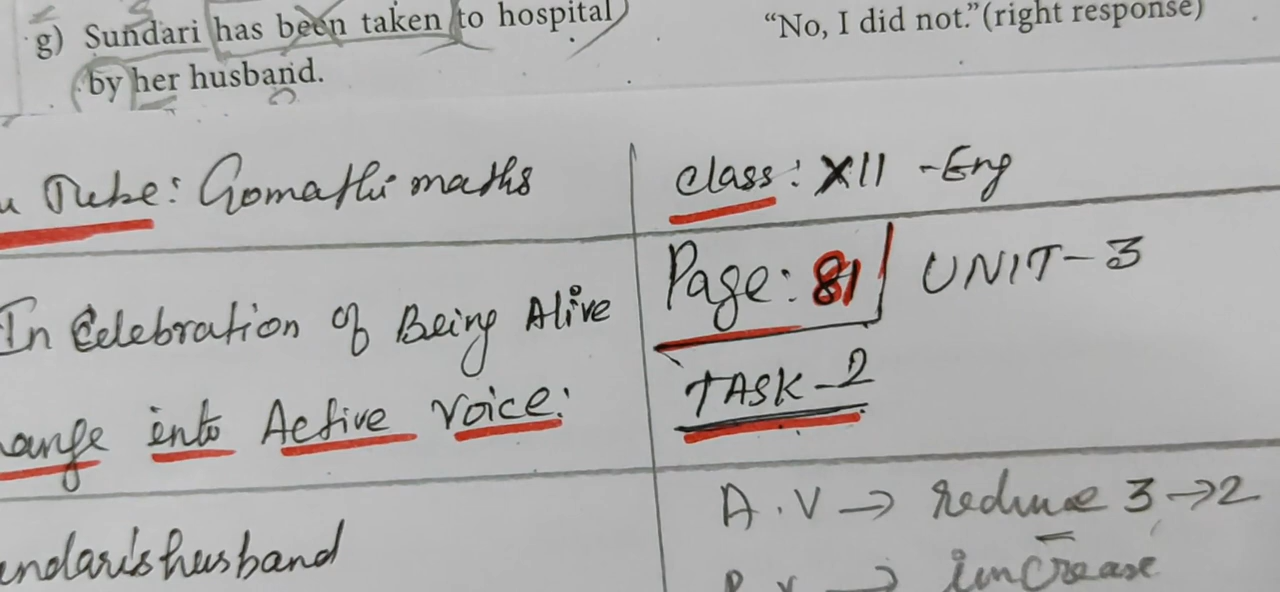 g) Sundari has been taken to hospital
by her husband.
"No, I did not." (right response)
u Tube: Gomathi maths
class: XII - Eng
In Celebration of Being Alive
Page: 81
UNIT-3
ange into Active Voice:
TASK-2
ndari's husband
A.V → reduce 3→2
P.V → increase